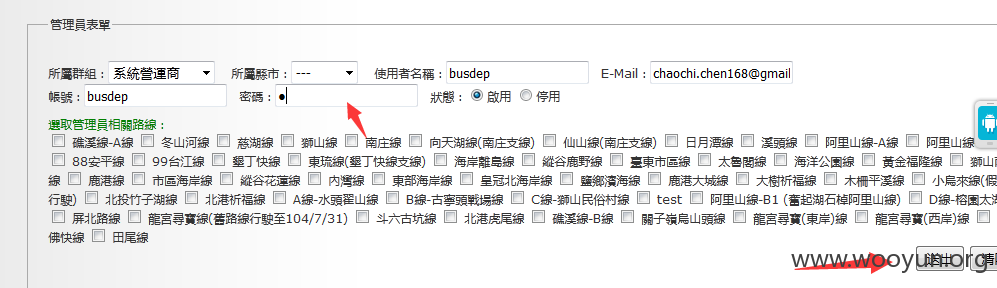 管理員表單
所屬群組：系統營運商 所屬縣市：--- 使用者名稱：busdep E-Mail：chaochi.chen168@gmail
帳號：busdep 密碼：● 狀態：啟用 停用
選取管理員相關路線：
礁溪線-A線 冬山河線 慈湖線 獅山線 南庄線 向天湖線(南庄支線) 仙山線(南庄支線) 日月潭線 溪頭線 阿里山線-A線 阿里山線
88安平線 99台江線 墾丁快線 東琉線(墾丁快線支線) 海岸離島線 縱谷鹿野線 臺東市區線 太魯閣線 海洋公園線 黃金福隆線 獅山
線 鹿港線 市區海岸線 縱谷花蓮線 內灣線 東部海岸線 皇冠北海岸線 鹽鄉濱海線 鹿港大城線 大樹祈福線 木柵平溪線 小烏來線(假
行駛) 北投竹子湖線 北港祈福線 A線-水頭翟山線 B線-古寧頭戰場線 C線-獅山民俗村線 test 阿里山線-B1 (奮起湖石棹阿里山線) D線-榕園太湖
屏北線 龍宮尋寶線(舊路線行駛至104/7/31) 斗六古坑線 北港虎尾線 礁溪線-B線 關子嶺烏山頭線 龍宮尋寶(東岸)線 龍宮尋寶(西岸)線
佛快線 田尾線
送出 清
www.wooyun.org